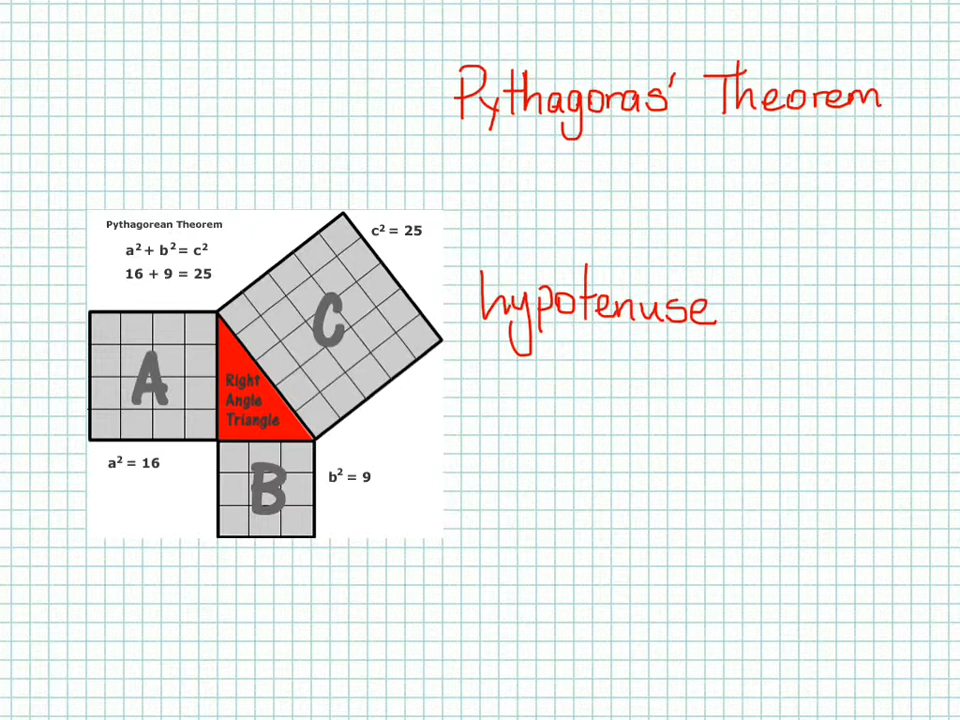 Pythagoras' Theorem
Pythagorean Theorem
a² + b² = c²
16 + 9 = 25
c² = 25
hypotenuse
C
A
Right
Angle
Triangle
a² = 16
B
b² = 9